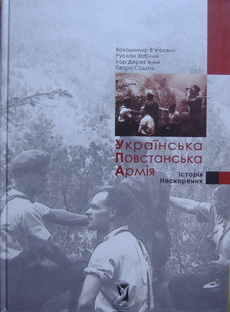 Володимир В'ятрович
Руслан Забілий
Ігор Дерев'яний
Петро Содоль
Українська
Повстанська
Армія
Історія
Нескорених